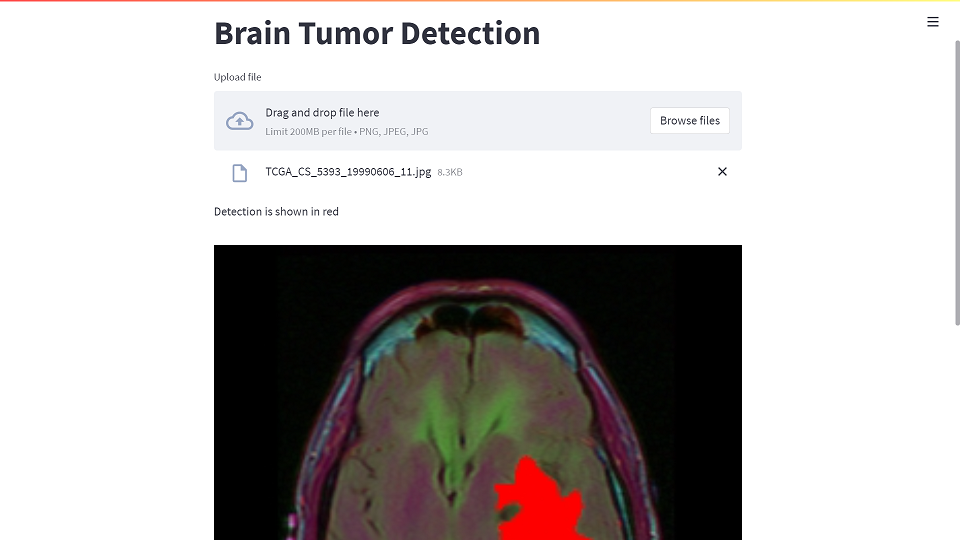 Brain Tumor Detection
Upload file
Drag and drop file here
Limit 200MB per file • PNG, JPEG, JPG
Browse files
TCGA_CS_5393_19990606_11.jpg 8.3KB
Detection is shown in red